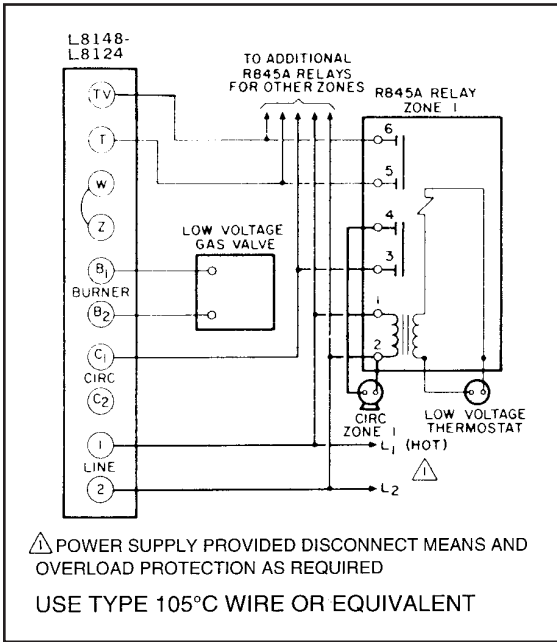 L8148-
L8124
TO ADDITIONAL
R845A RELAYS
FOR OTHER ZONES
R845A RELAY
ZONE 1
TV
T
W
Z
B1
BURNER
B2
C1
CIRC
C2
1
LINE
2
LOW VOLTAGE
GAS VALVE
6
5
4
3
1
2
CIRC
ZONE 1
LOW VOLTAGE
THERMOSTAT
L1 (HOT)
1
L2
1 POWER SUPPLY PROVIDED DISCONNECT MEANS AND
OVERLOAD PROTECTION AS REQUIRED
USE TYPE 105°C WIRE OR EQUIVALENT